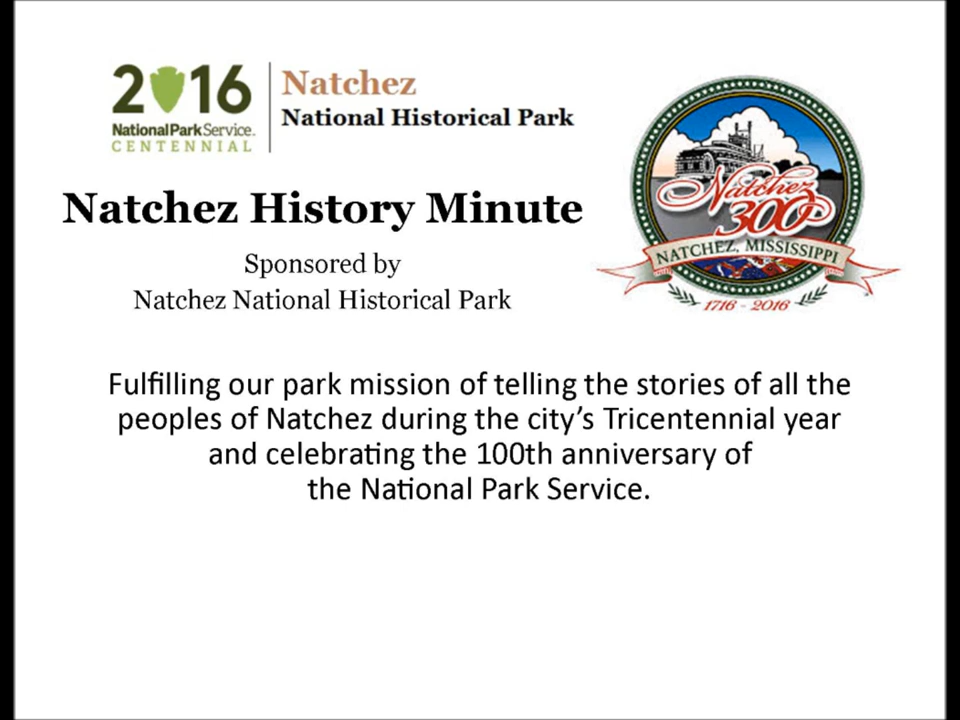 2016
National Park Service
CENTENNIAL
Natchez
National Historical Park
Natchez History Minute
Sponsored by
Natchez National Historical Park
Natchez
300
NATCHEZ, MISSISSIPPI
1716 - 2016
Fulfilling our park mission of telling the stories of all the
peoples of Natchez during the city’s Tricentennial year
and celebrating the 100th anniversary of
the National Park Service.